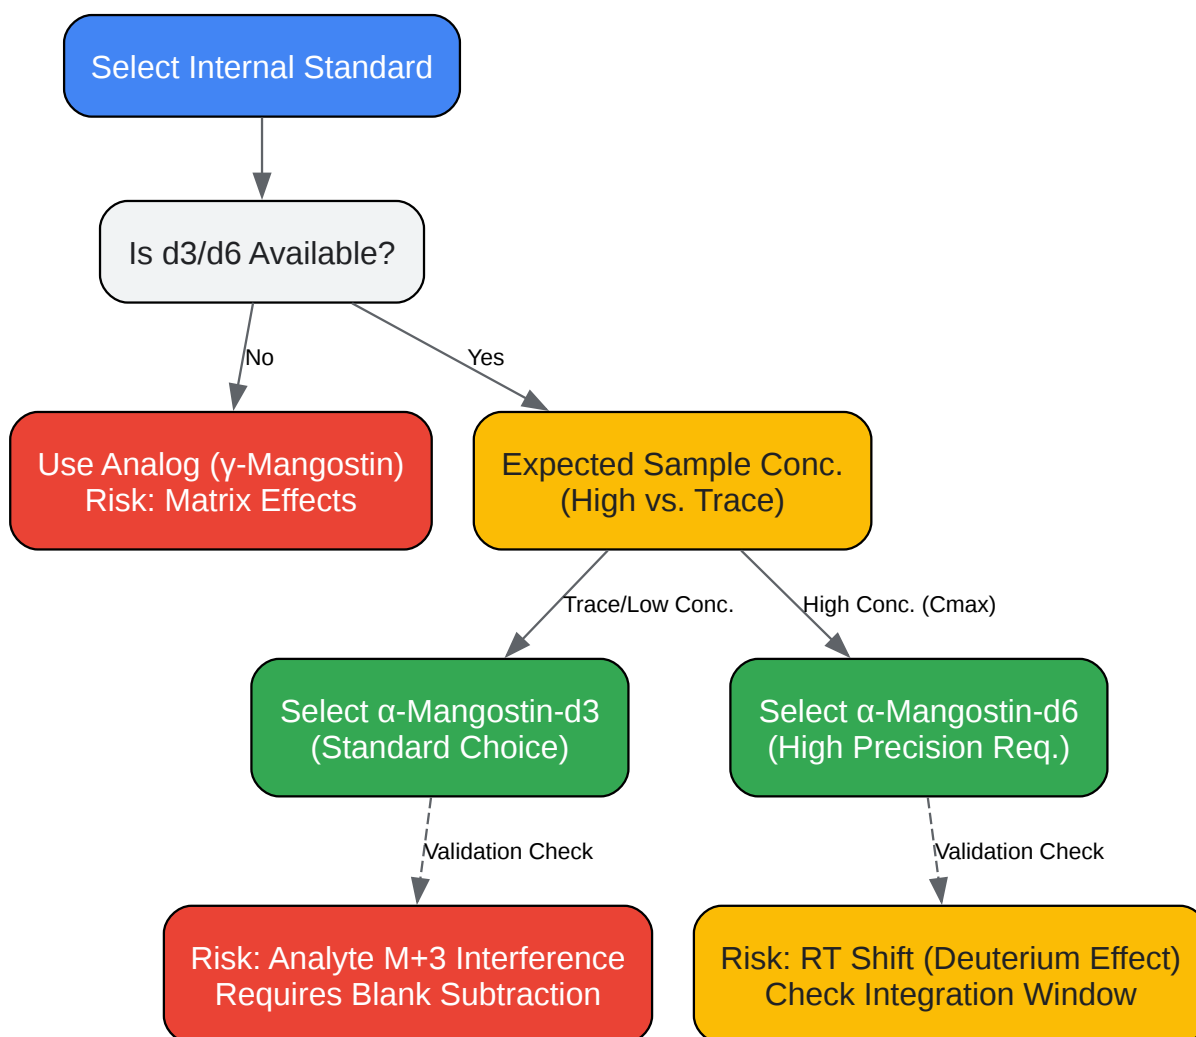 Select Internal Standard
Is d3/d6 Available?
No
Yes
Use Analog (γ-Mangostin)
Risk: Matrix Effects
Expected Sample Conc.
(High vs. Trace)
Trace/Low Conc.
High Conc. (Cmax)
Select α-Mangostin-d3
(Standard Choice)
Select α-Mangostin-d6
(High Precision Req.)
Validation Check
Validation Check
Risk: Analyte M+3 Interference
Requires Blank Subtraction
Risk: RT Shift (Deuterium Effect)
Check Integration Window